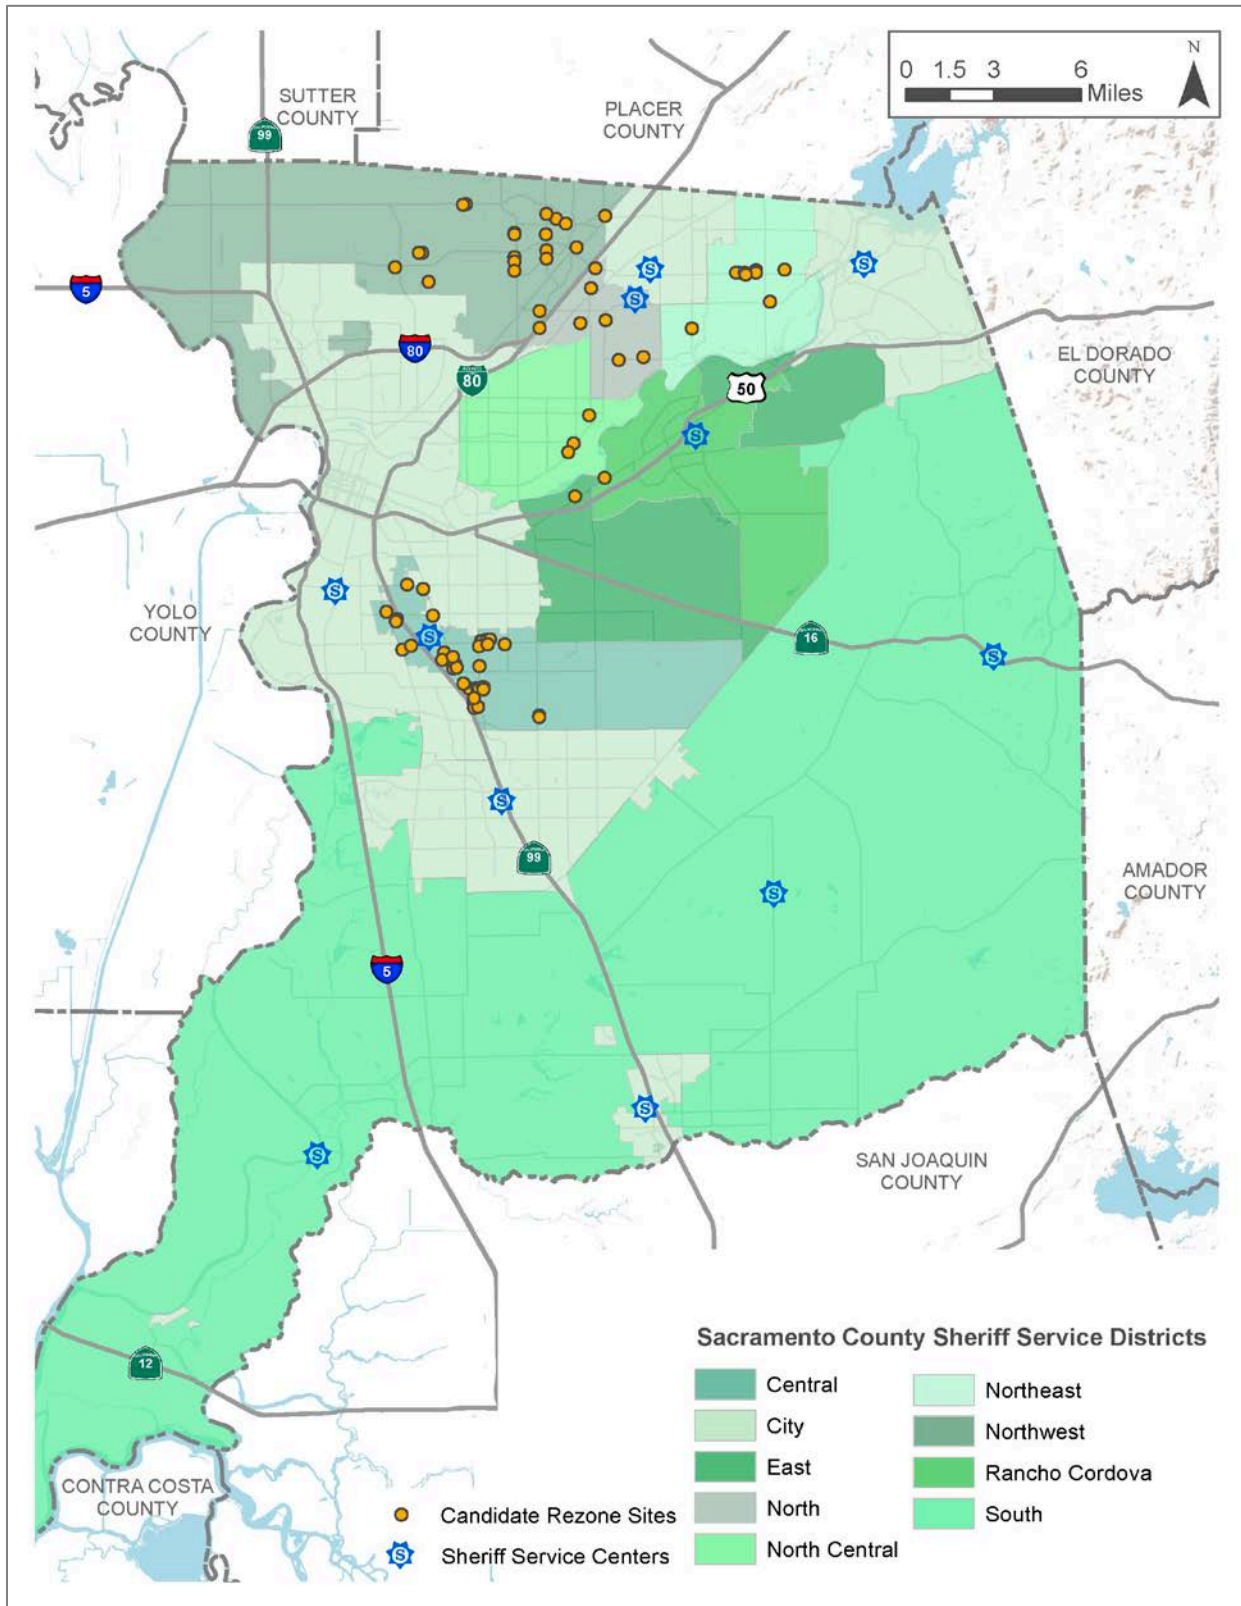 N
0 1.5 3 6
Miles
SUTTER
COUNTY
PLACER
COUNTY
99
S
S
S
5
80
EL DORADO
COUNTY
80
50
S
S
YOLO
COUNTY
S
16
S
S
99
AMADOR
COUNTY
S
5
S
S
SAN JOAQUIN
COUNTY
12
CONTRA COSTA
COUNTY
Sacramento County Sheriff Service Districts
Central
City
East
North
North Central
Northeast
Northwest
Rancho Cordova
South
Candidate Rezone Sites
S Sheriff Service Centers